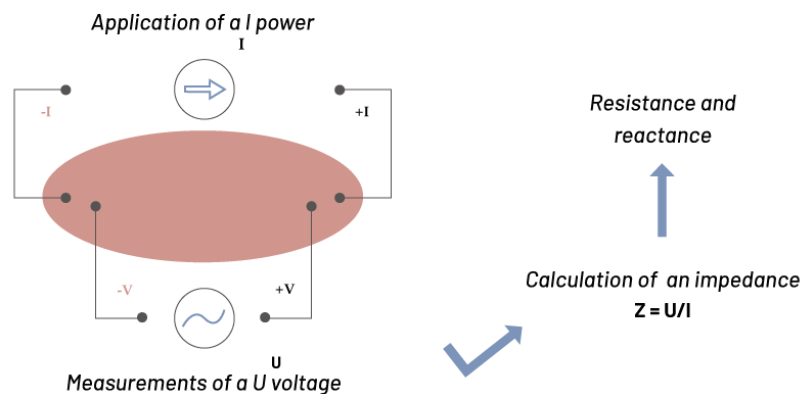 Application of a I power
I
-I
+I
-V
+V
U
Measurements of a U voltage
Resistance and
reactance
Calculation of an impedance
Z = U/I